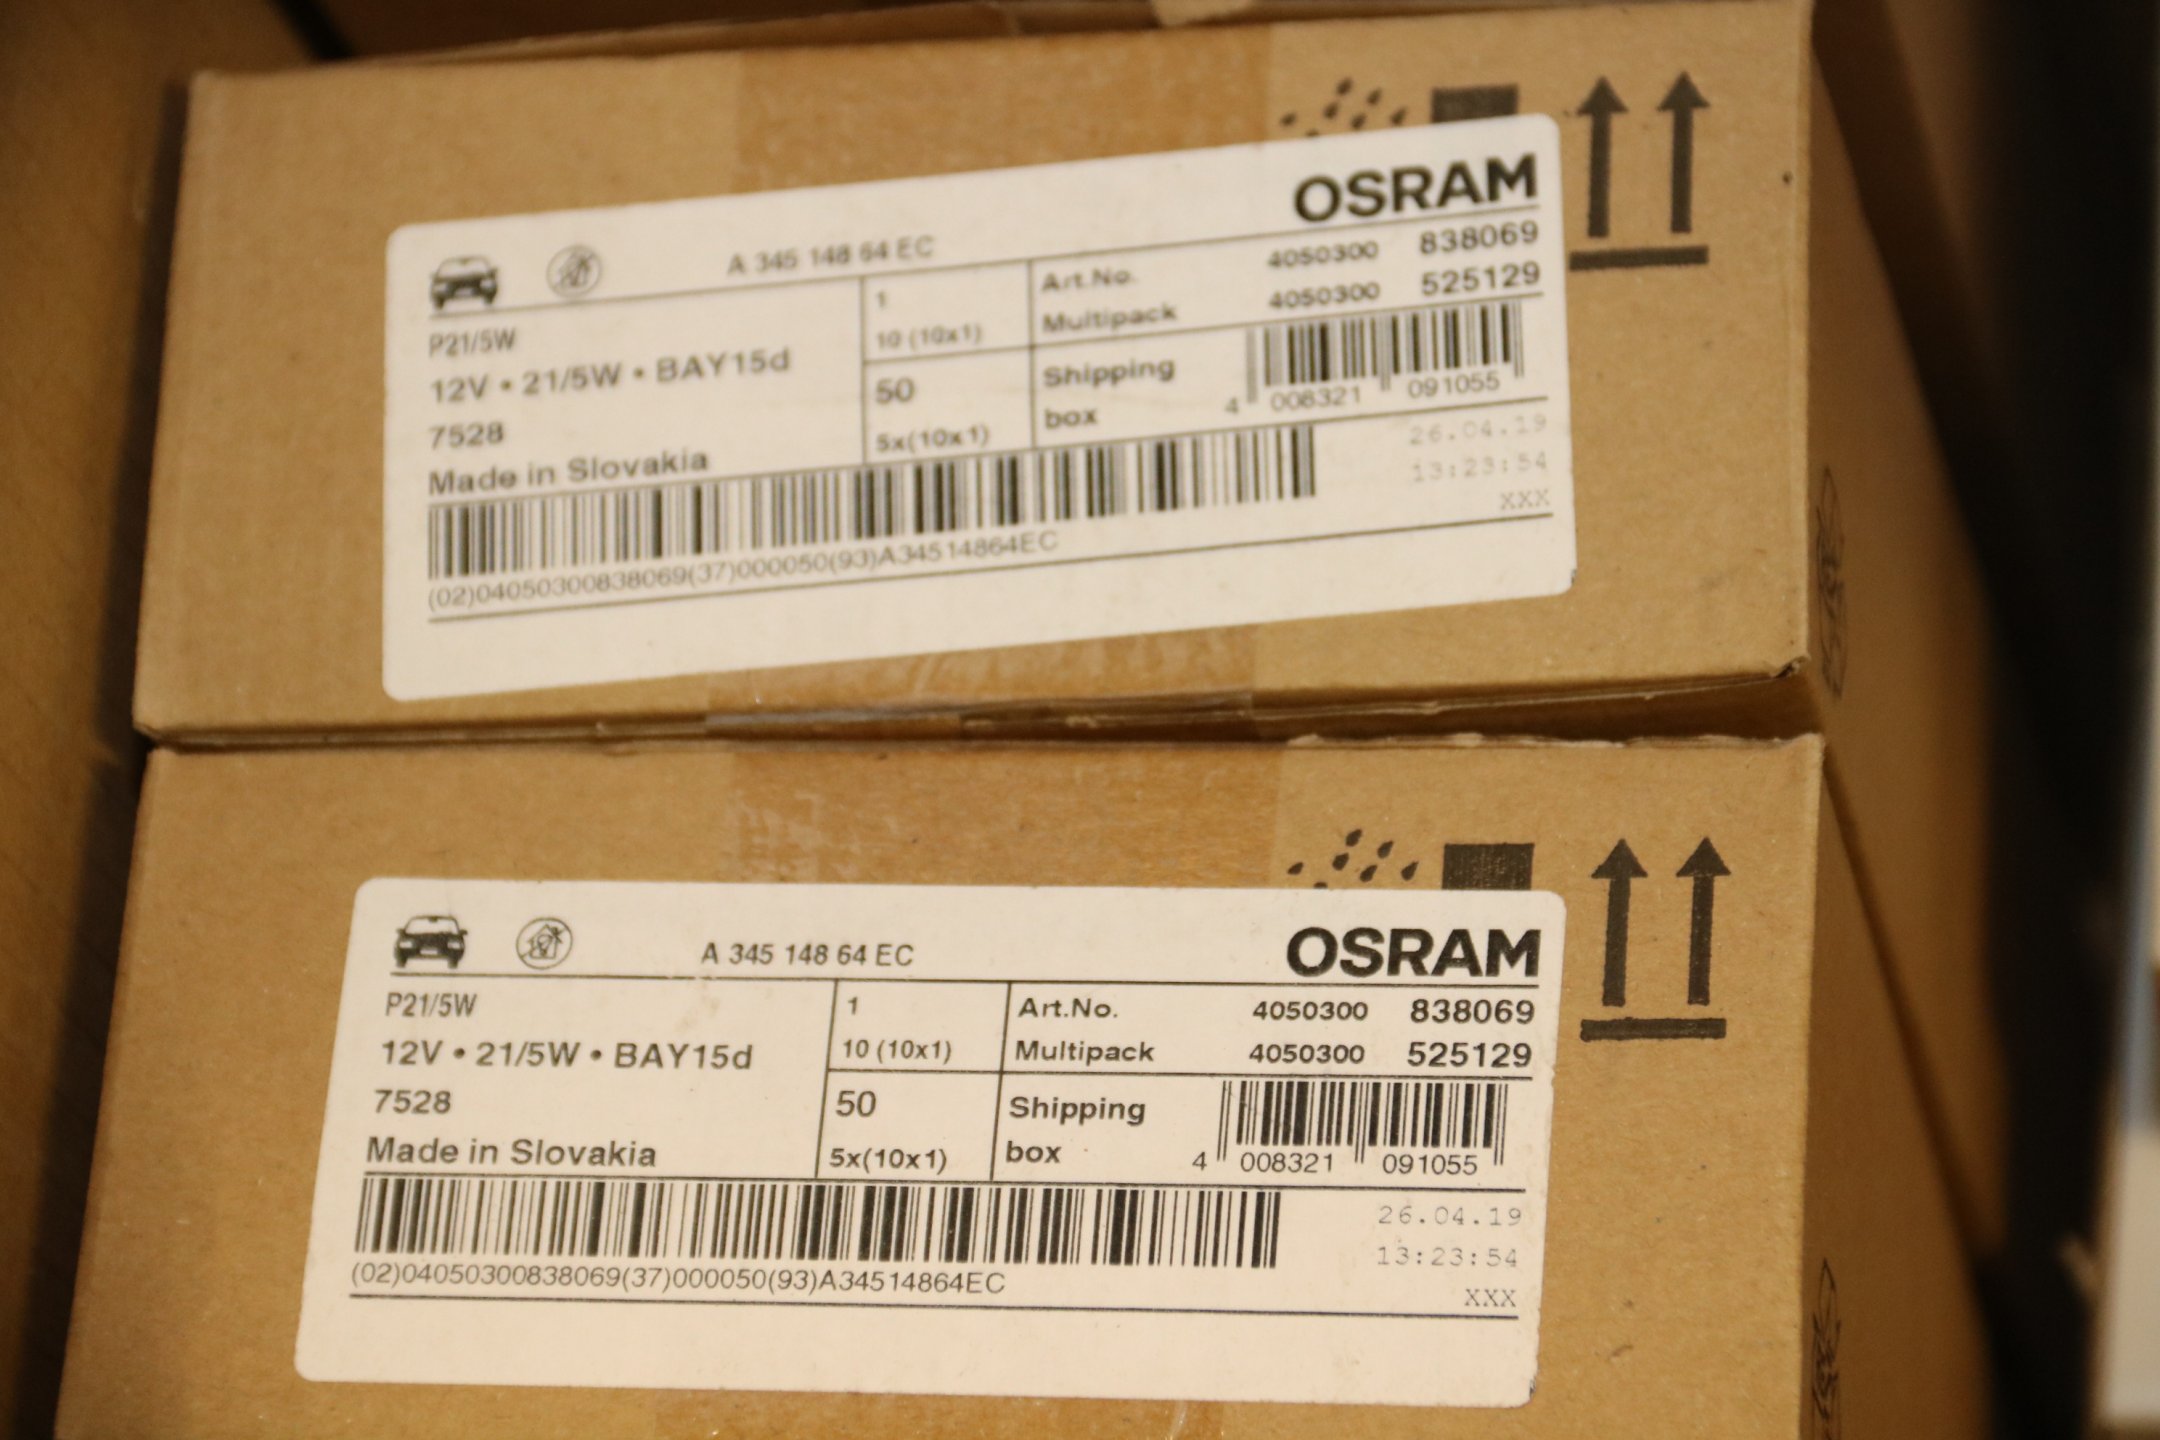 OSRAM
A 345 148 64 EC
P21/5W
12V • 21/5W • BAY15d
7528
Made in Slovakia
1
10 (10x1)
50
5x(10x1)
Art.No. 4050300 838069
Multipack 4050300 525129
Shipping
box
4 008321 091055
26.04.19
13:23:54
XXX
(02)04050300838069(37)000050(93)A34514864EC
OSRAM
A 345 148 64 EC
P21/5W
12V • 21/5W • BAY15d
7528
Made in Slovakia
1
10 (10x1)
50
5x(10x1)
Art.No. 4050300 838069
Multipack 4050300 525129
Shipping
box
4 008321 091055
26.04.19
13:23:54
XXX
(02)04050300838069(37)000050(93)A34514864EC